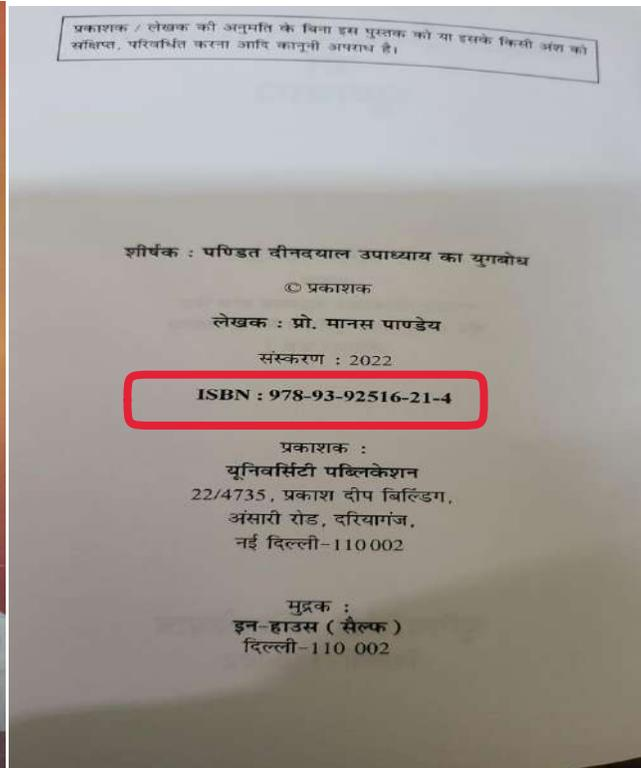 प्रकाशक / लेखक की अनुमति के बिना इस पुस्तक को या इसके किसी अंश को
संक्षिप्त, परिवर्धित करना आदि कानूनी अपराध है।
शीर्षक : पण्डित दीनदयाल उपाध्याय का युगबोध
© प्रकाशक
लेखक : प्रो. मानस पाण्डेय
संस्करण : 2022
ISBN : 978-93-92516-21-4
प्रकाशक :
यूनिवर्सिटी पब्लिकेशन
22/4735, प्रकाश दीप बिल्डिंग,
अंसारी रोड, दरियागंज,
नई दिल्ली-110002
मुद्रक :
इन-हाउस ( सैल्फ )
दिल्ली-110 002